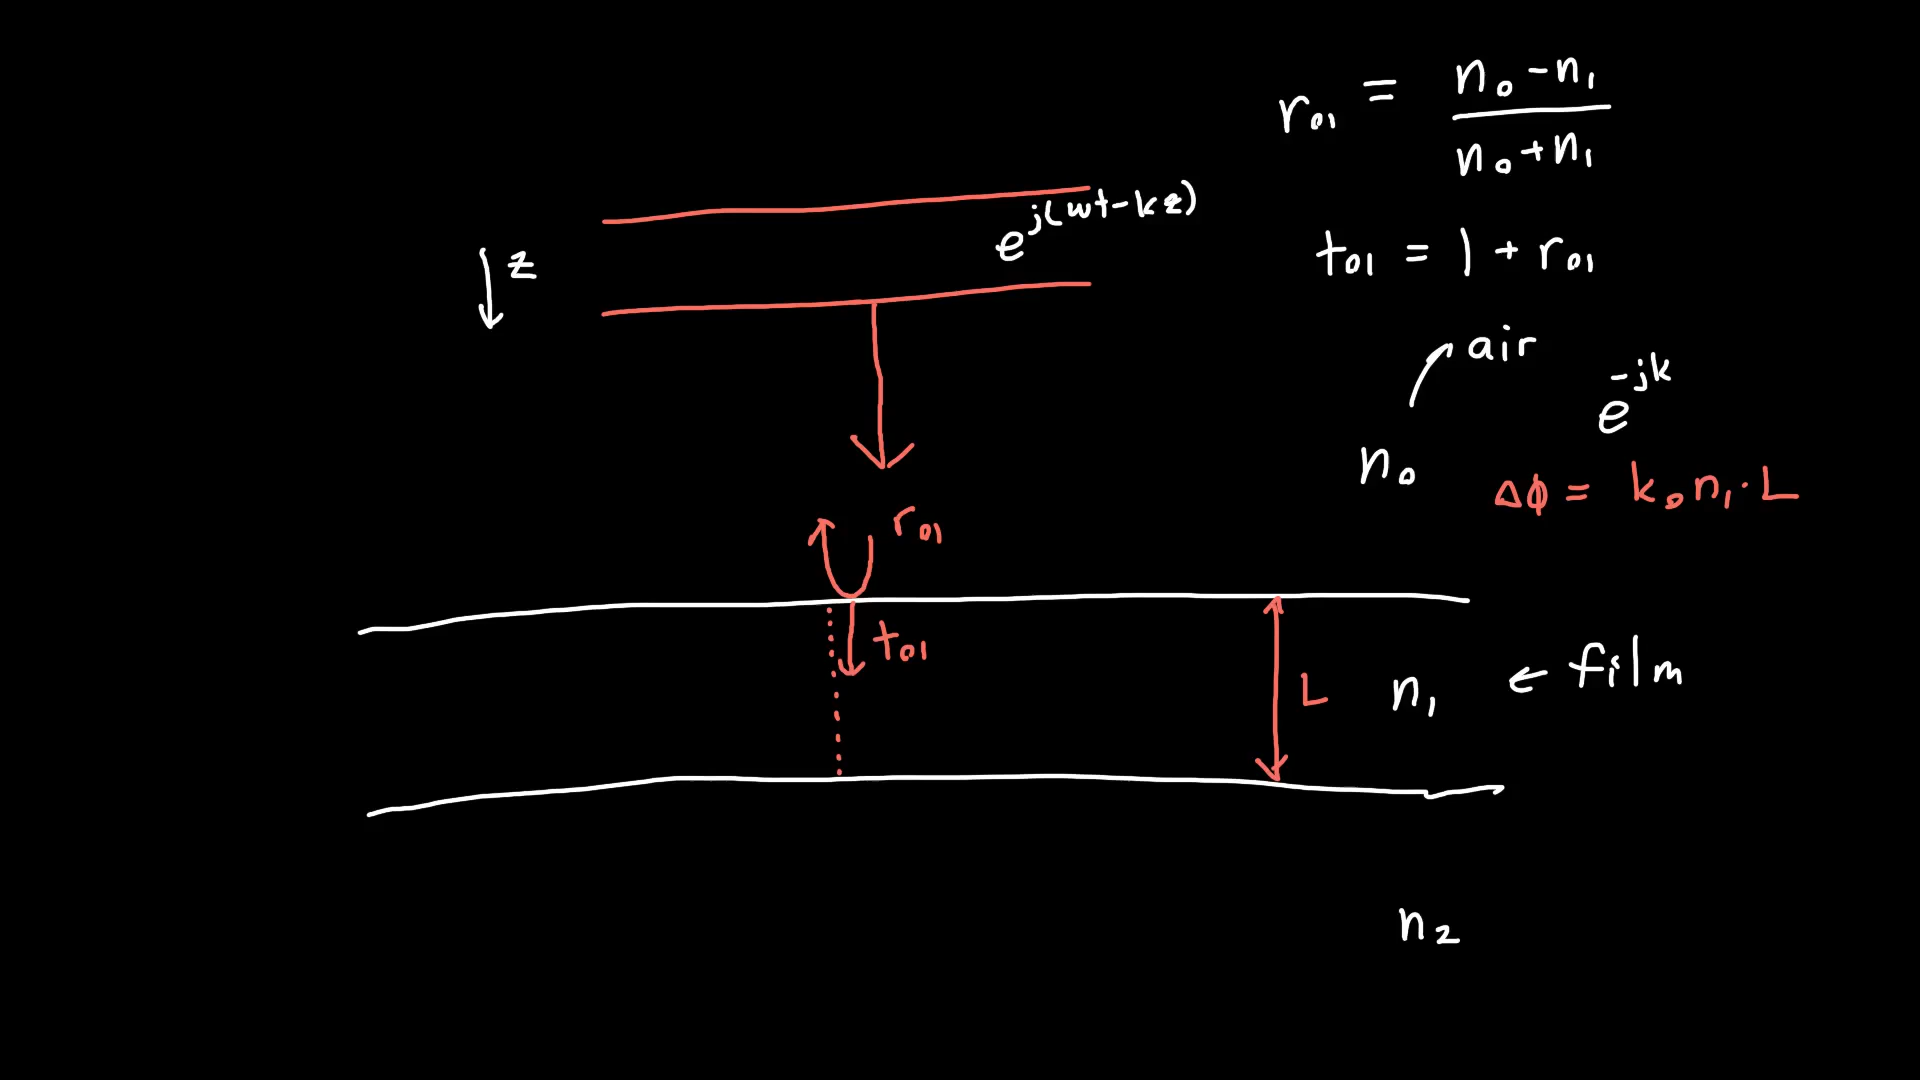 r₀₁ = (n₀ - n₁)/(n₀ + n₁)
e^{j(ωt-kz)}
z
t₀₁ = 1 + r₀₁
air
e^{-jk}
n₀
Δϕ = k₀n₁·L
r₀₁
t₀₁
L
n₁ ← film
n₂